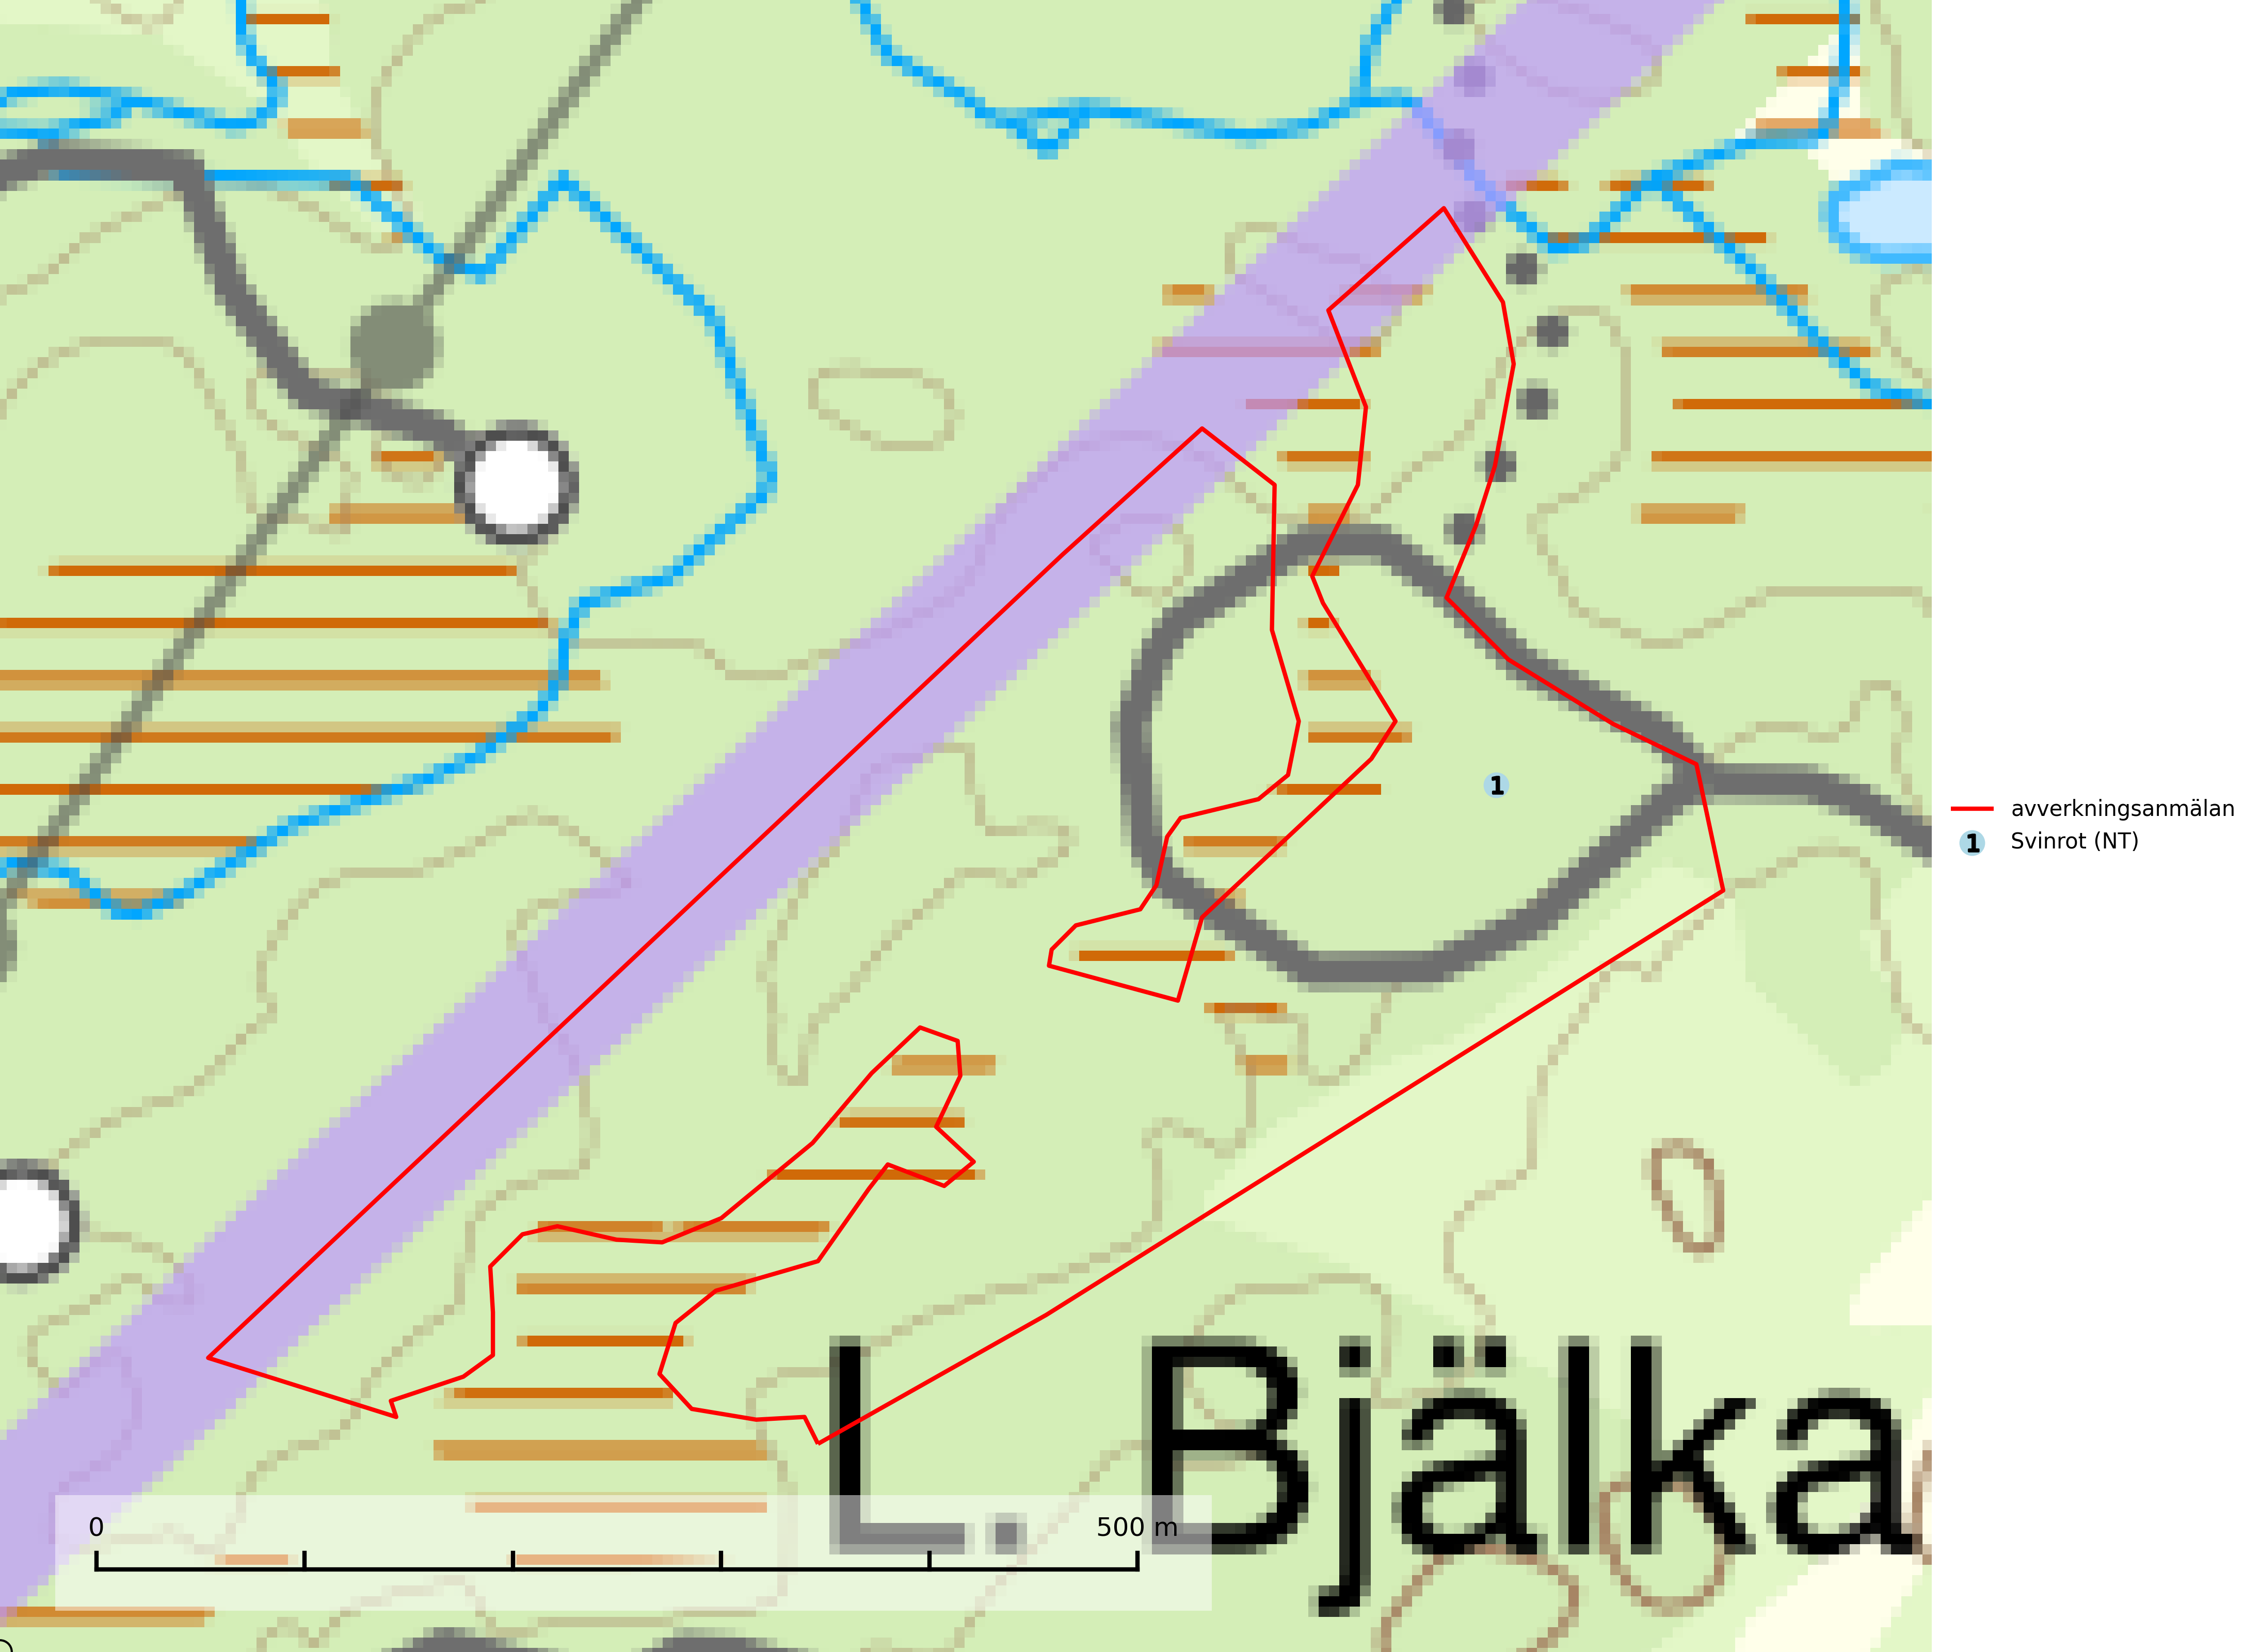 1
avverkningsanmälan
1 Svinrot (NT)
L. Bjälka
0 500 m